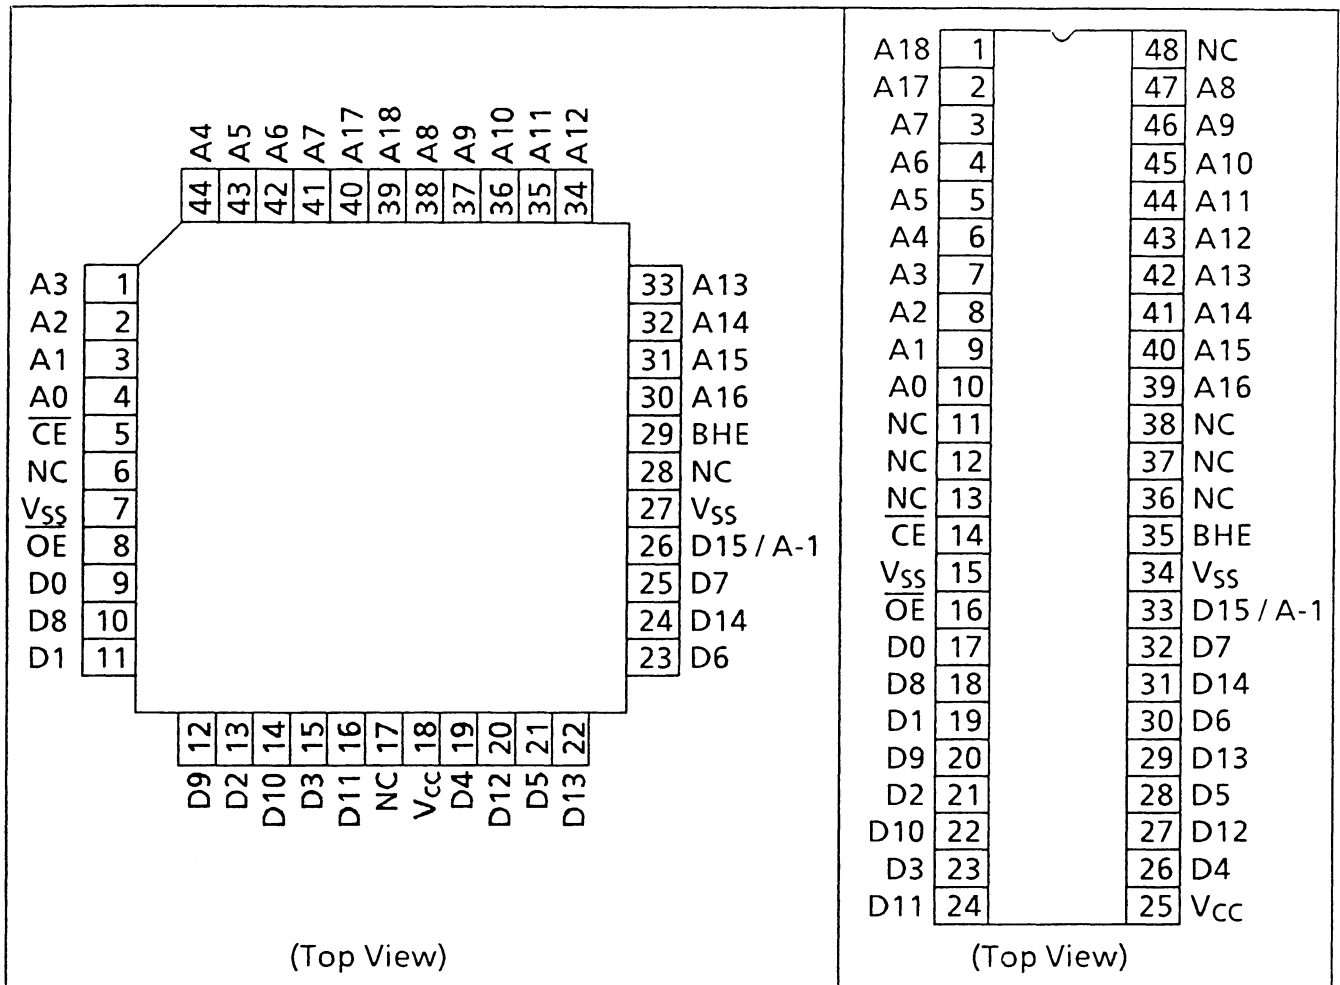 A4 A5 A6 A7 A17 A18 A8 A9 A10 A11 A12
44 43 42 41 40 39 38 37 36 35 34
A3 1 33 A13
A2 2 32 A14
A1 3 31 A15
A0 4 30 A16
C̅E̅ 5 29 BHE
NC 6 28 NC
VSS 7 27 VSS
O̅E̅ 8 26 D15 / A-1
D0 9 25 D7
D8 10 24 D14
D1 11 23 D6
12 13 14 15 16 17 18 19 20 21 22
D9 D2 D10 D3 D11 NC VCC D4 D12 D5 D13
(Top View)
A18 1 48 NC
A17 2 47 A8
A7 3 46 A9
A6 4 45 A10
A5 5 44 A11
A4 6 43 A12
A3 7 42 A13
A2 8 41 A14
A1 9 40 A15
A0 10 39 A16
NC 11 38 NC
NC 12 37 NC
NC 13 36 NC
C̅E̅ 14 35 BHE
VSS 15 34 VSS
O̅E̅ 16 33 D15 / A-1
D0 17 32 D7
D8 18 31 D14
D1 19 30 D6
D9 20 29 D13
D2 21 28 D5
D10 22 27 D12
D3 23 26 D4
D11 24 25 VCC
(Top View)